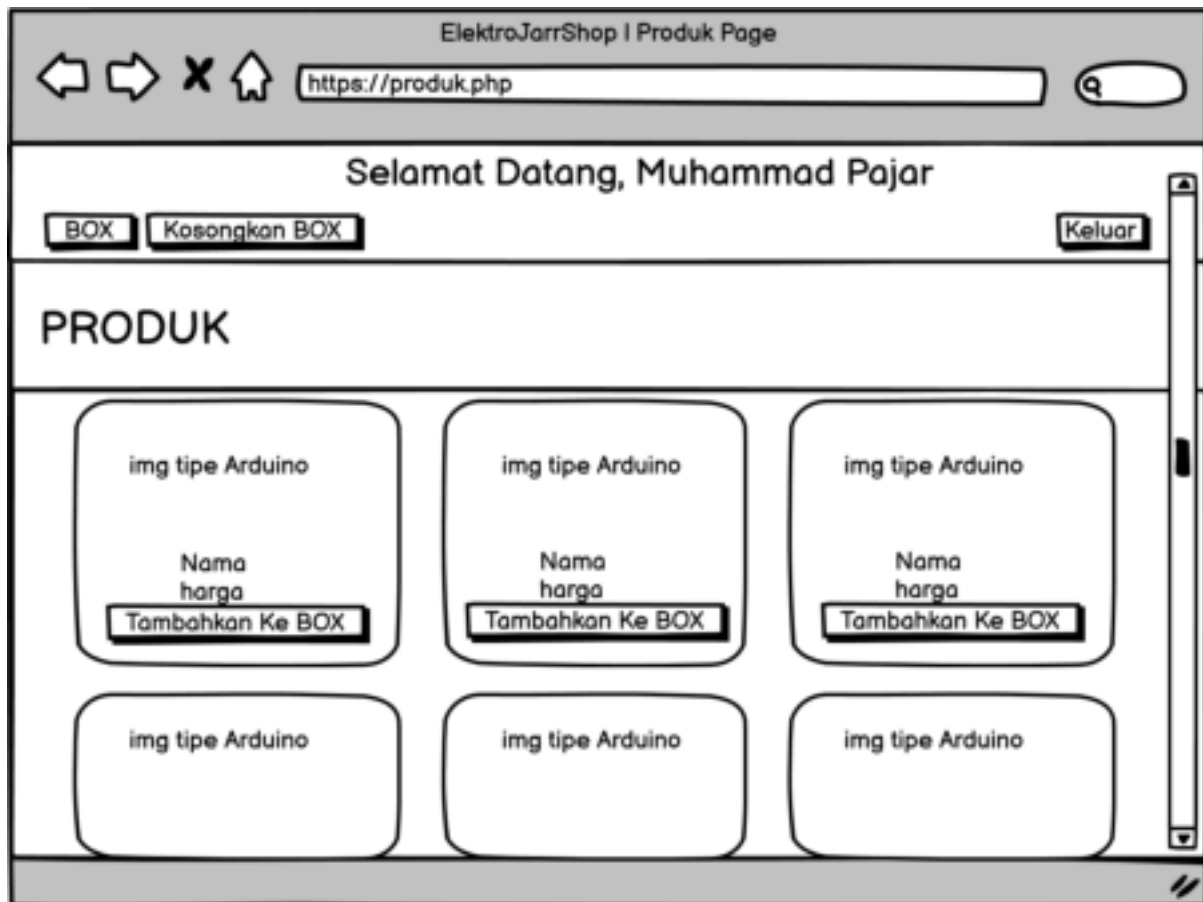 ElektroJarrShop | Produk Page
https://produk.php
Selamat Datang, Muhammad Pajar
BOX Kosongkan BOX Keluar
PRODUK
img tipe Arduino img tipe Arduino img tipe Arduino
Nama Nama Nama
harga harga harga
Tambahkan Ke BOX Tambahkan Ke BOX Tambahkan Ke BOX
img tipe Arduino img tipe Arduino img tipe Arduino